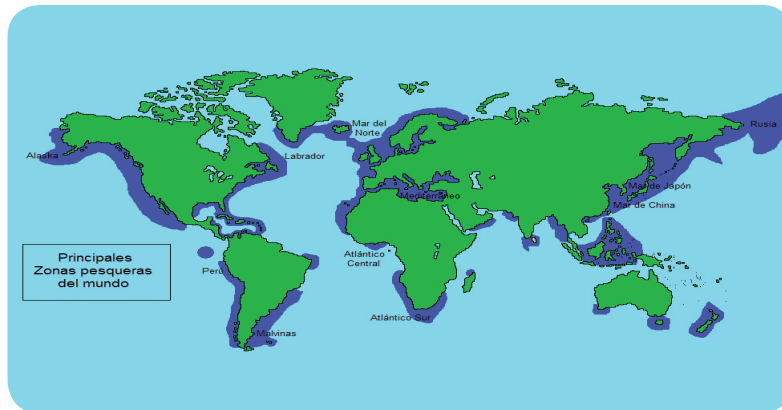 Mar del
Norte
Rusia
Alaska
Labrador
Mar de Japón
Mediterráneo
Mar de China
Principales
Zonas pesqueras
del mundo
Atlántico
Central
Perú
Atlántico Sur
Malvinas